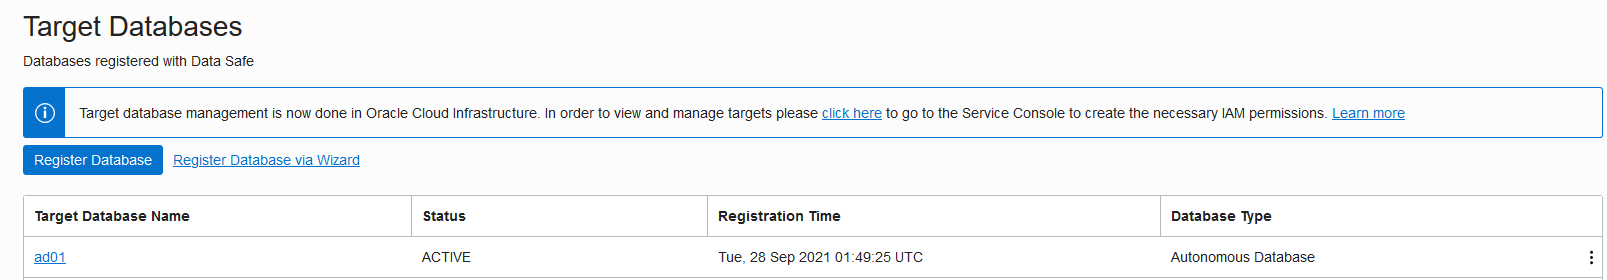 Target Databases
Databases registered with Data Safe
Target database management is now done in Oracle Cloud Infrastructure. In order to view and manage targets please click here to go to the Service Console to create the necessary IAM permissions. Learn more
Register Database Register Database via Wizard
Target Database Name Status Registration Time Database Type
ad01 ACTIVE Tue, 28 Sep 2021 01:49:25 UTC Autonomous Database